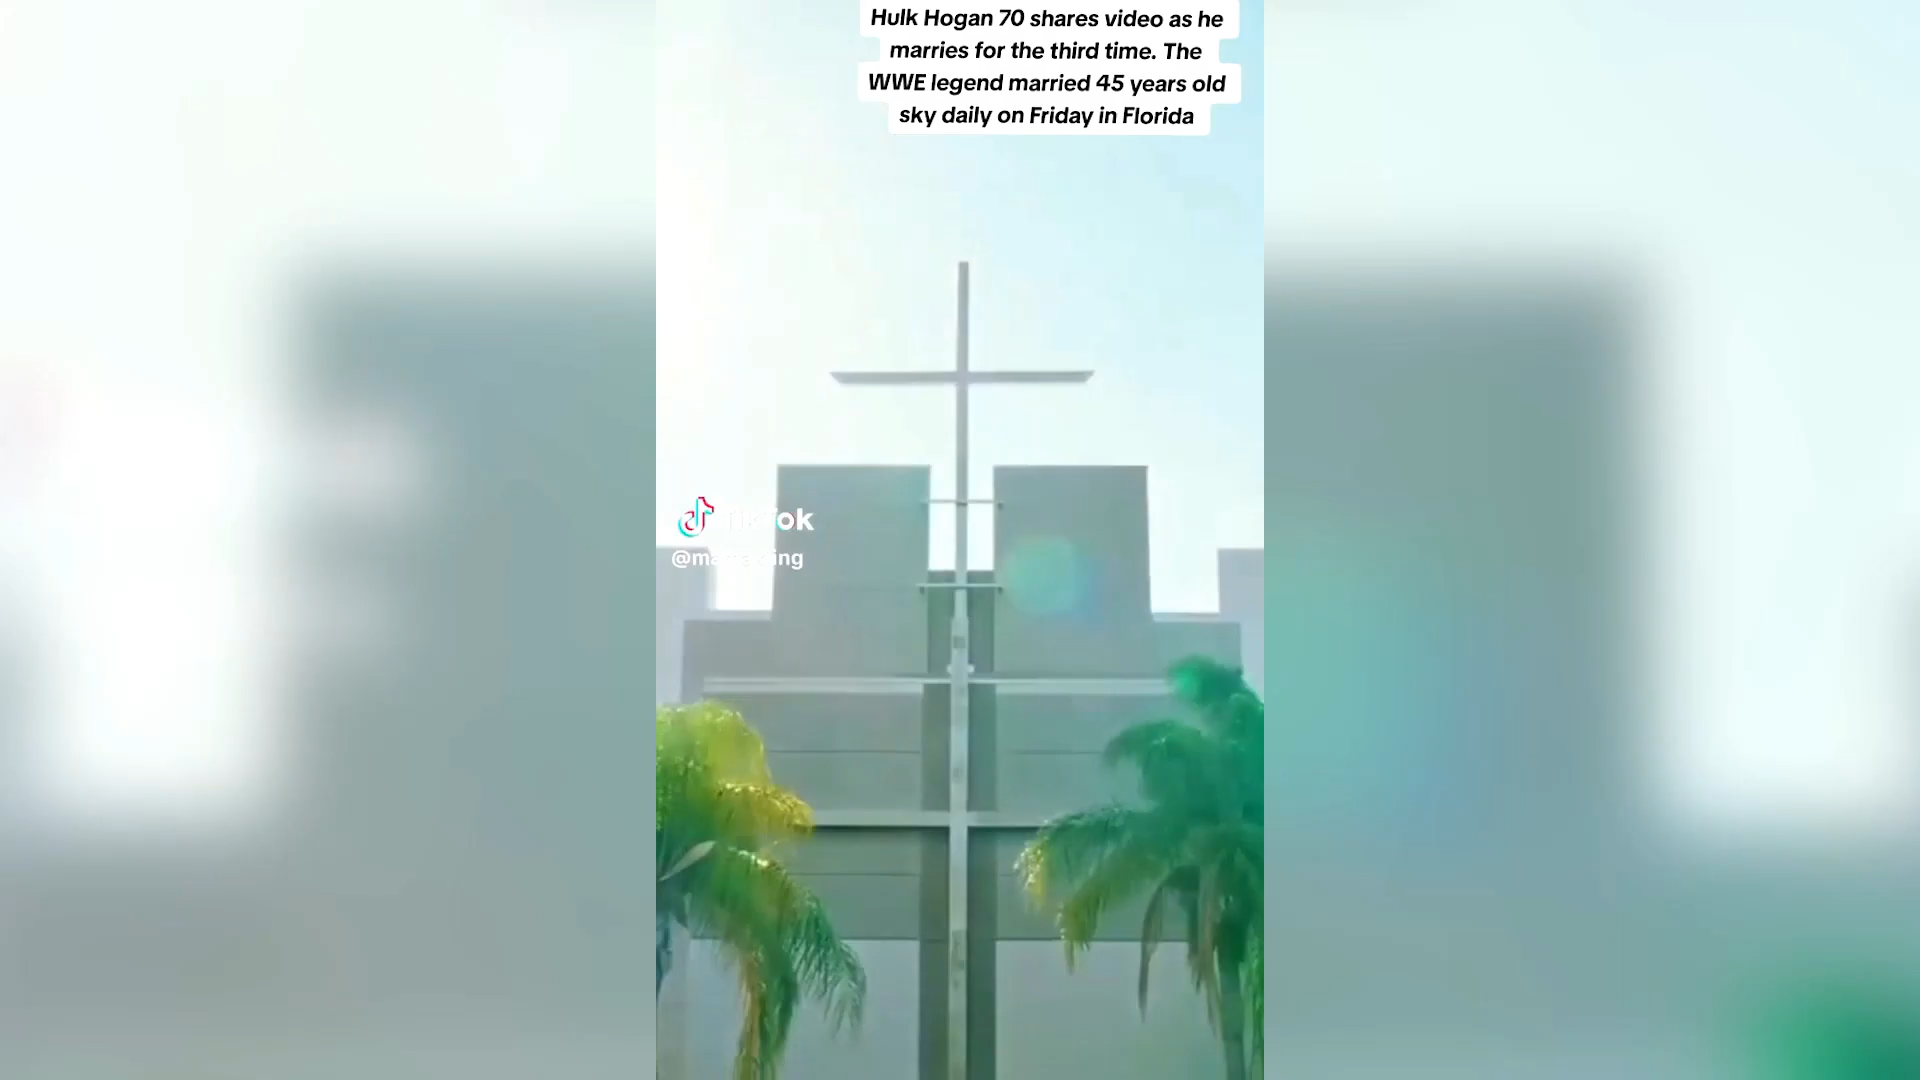 Hulk Hogan 70 shares video as he
marries for the third time. The
WWE legend married 45 years old
sky daily on Friday in Florida
TikTok